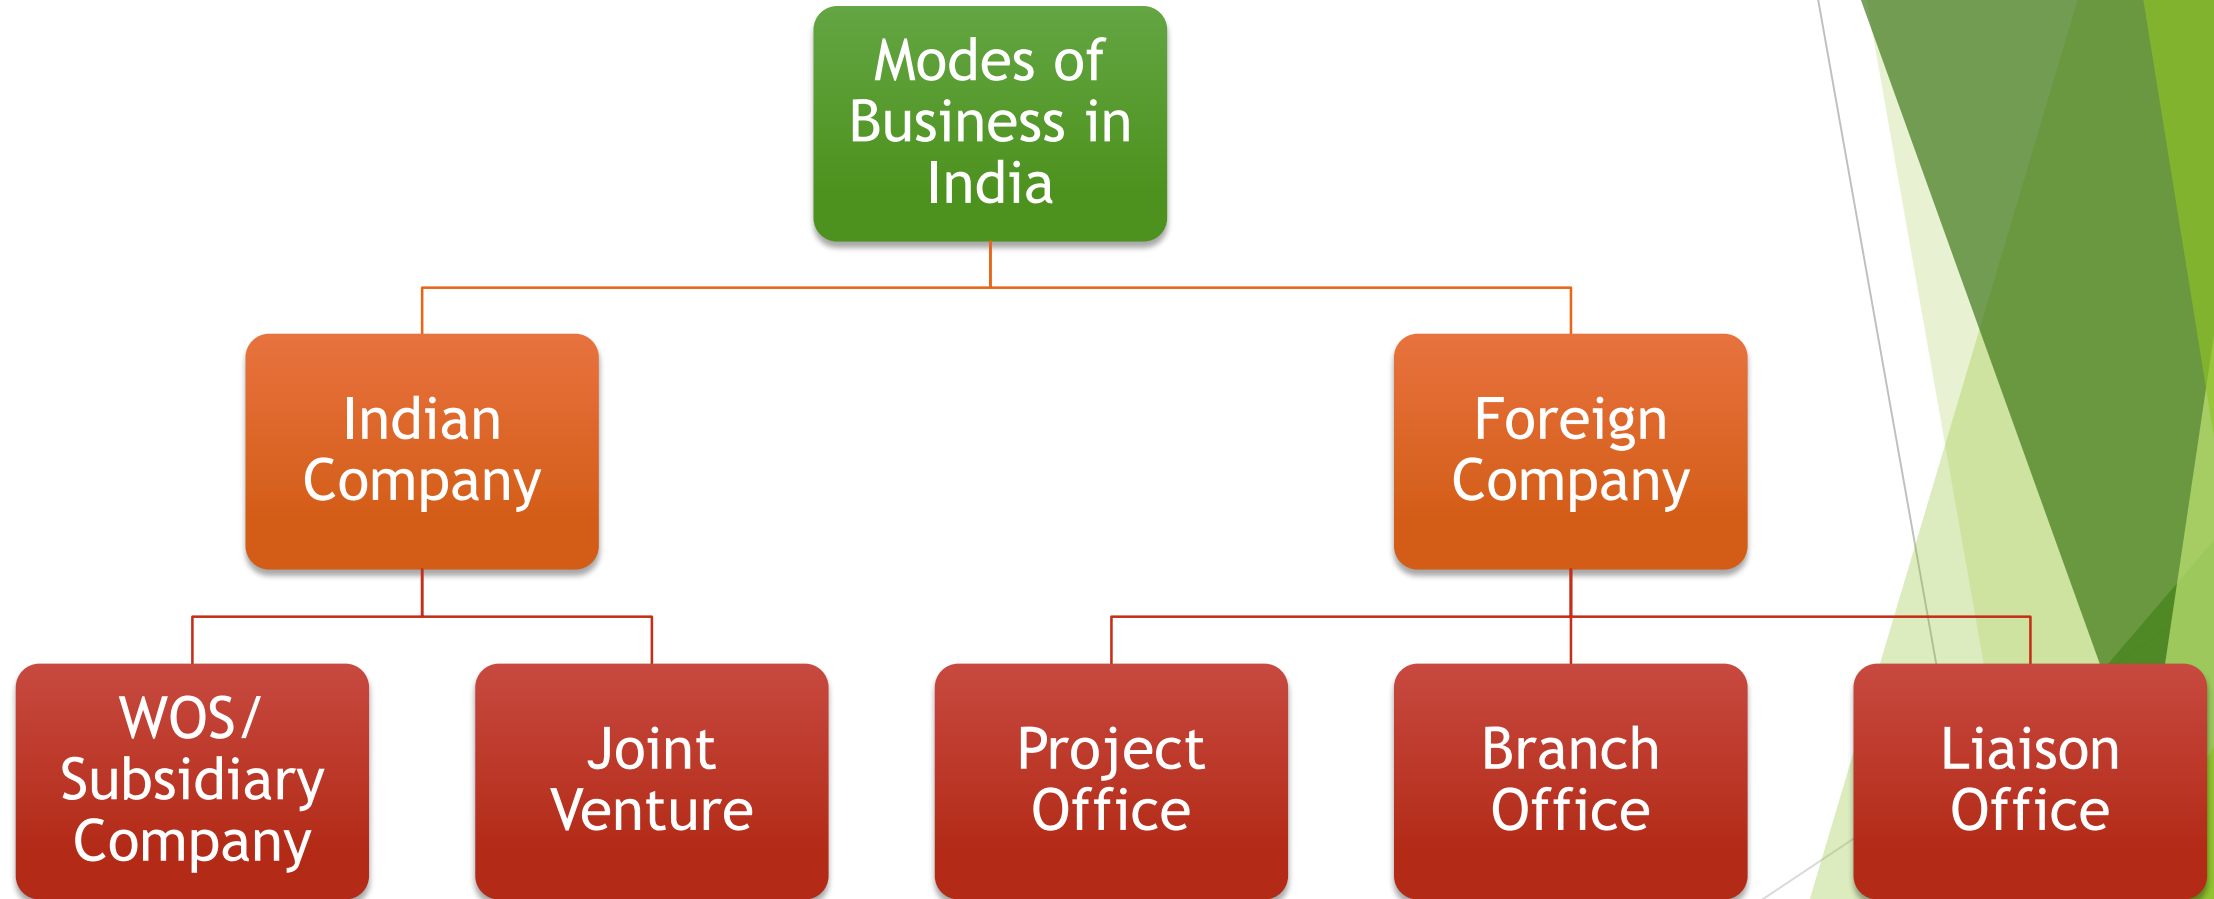 Modes of
Business in
India
Indian
Company
Foreign
Company
WOS/
Subsidiary
Company
Joint
Venture
Project
Office
Branch
Office
Liaison
Office